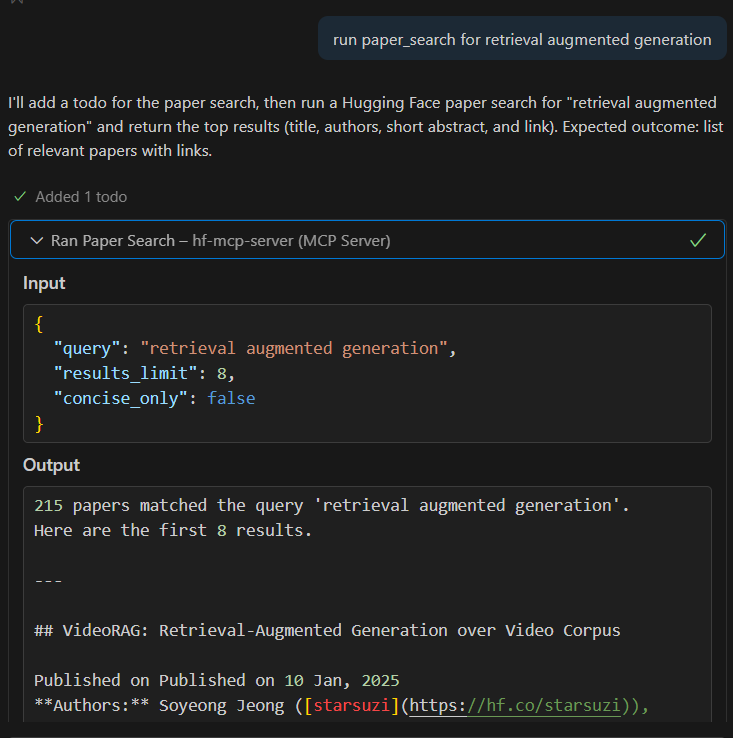 run paper_search for retrieval augmented generation
I'll add a todo for the paper search, then run a Hugging Face paper search for "retrieval augmented
generation" and return the top results (title, authors, short abstract, and link). Expected outcome: list
of relevant papers with links.
Added 1 todo
Ran Paper Search – hf-mcp-server (MCP Server)
Input
{
  "query": "retrieval augmented generation",
  "results_limit": 8,
  "concise_only": false
}
Output
215 papers matched the query 'retrieval augmented generation'.
Here are the first 8 results.
---
## VideoRAG: Retrieval-Augmented Generation over Video Corpus
Published on Published on 10 Jan, 2025
**Authors:** Soyeong Jeong ([starsuzi](https://hf.co/starsuzi)),